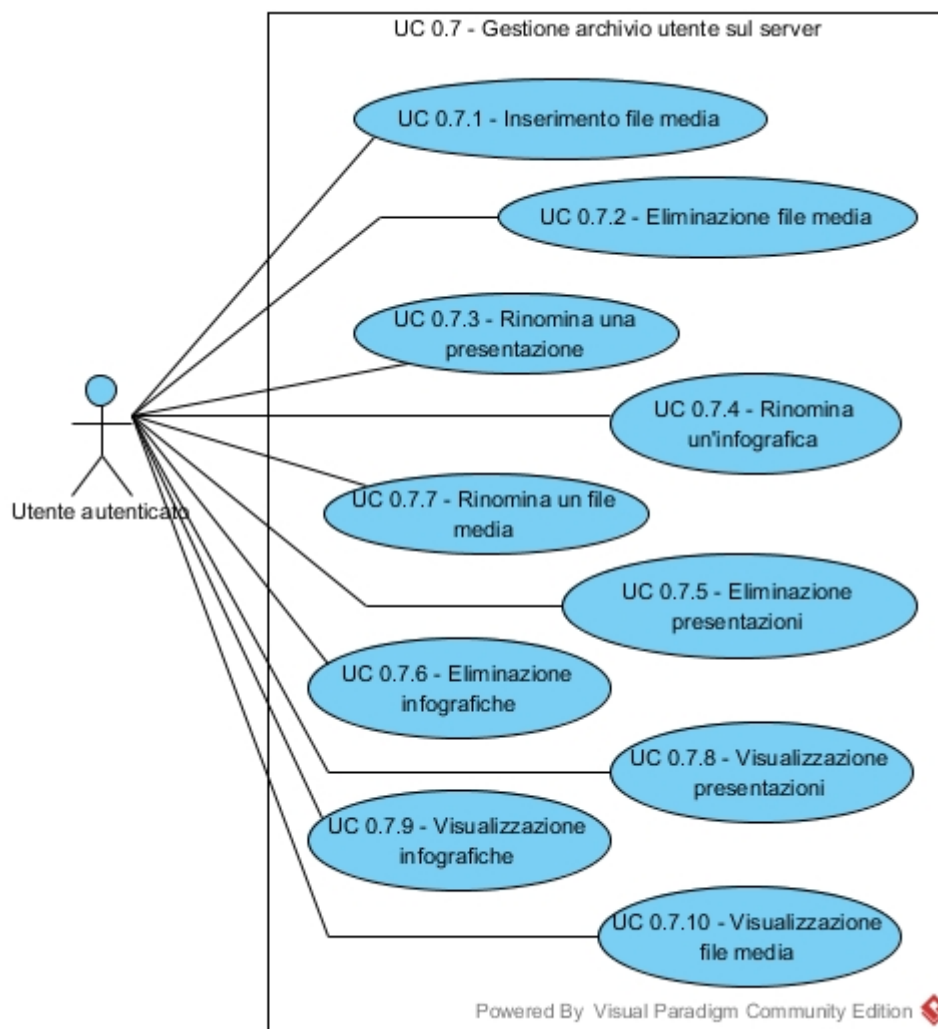 UC 0.7 - Gestione archivio utente sul server
UC 0.7.1 - Inserimento file media
UC 0.7.2 - Eliminazione file media
UC 0.7.3 - Rinomina una
presentazione
UC 0.7.4 - Rinomina
un'infografica
Utente autenticato
UC 0.7.7 - Rinomina un file
media
UC 0.7.5 - Eliminazione
presentazioni
UC 0.7.6 - Eliminazione
infografiche
UC 0.7.8 - Visualizzazione
presentazioni
UC 0.7.9 - Visualizzazione
infografiche
UC 0.7.10 - Visualizzazione
file media
Powered By Visual Paradigm Community Edition